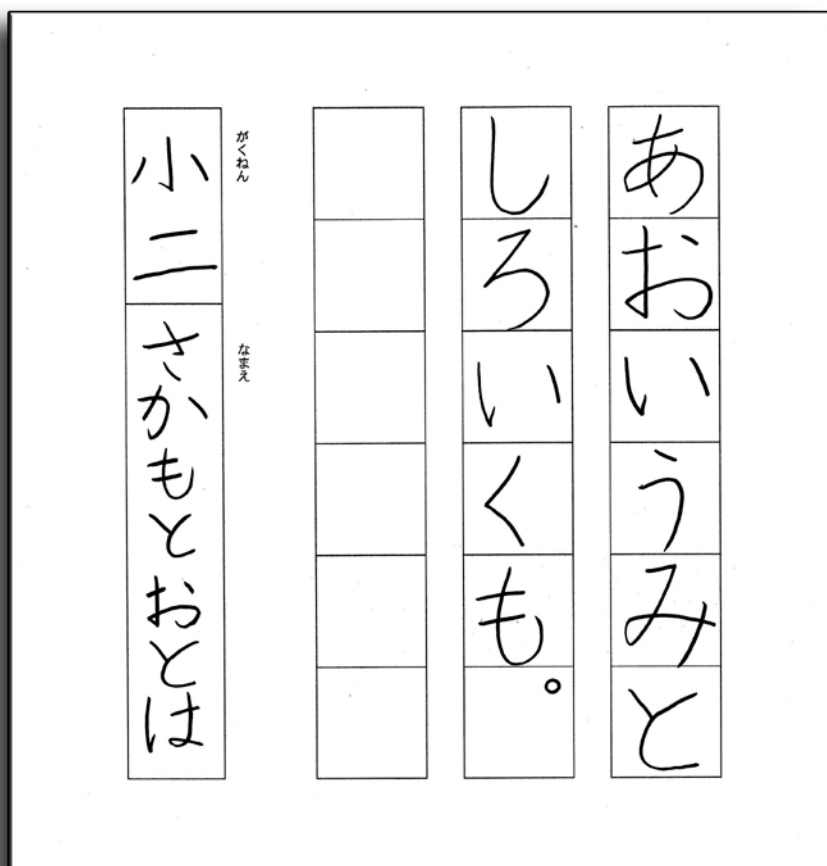 あおいうみと
しろいくも。
がくねん
小二
なまえ
さかもとおとは